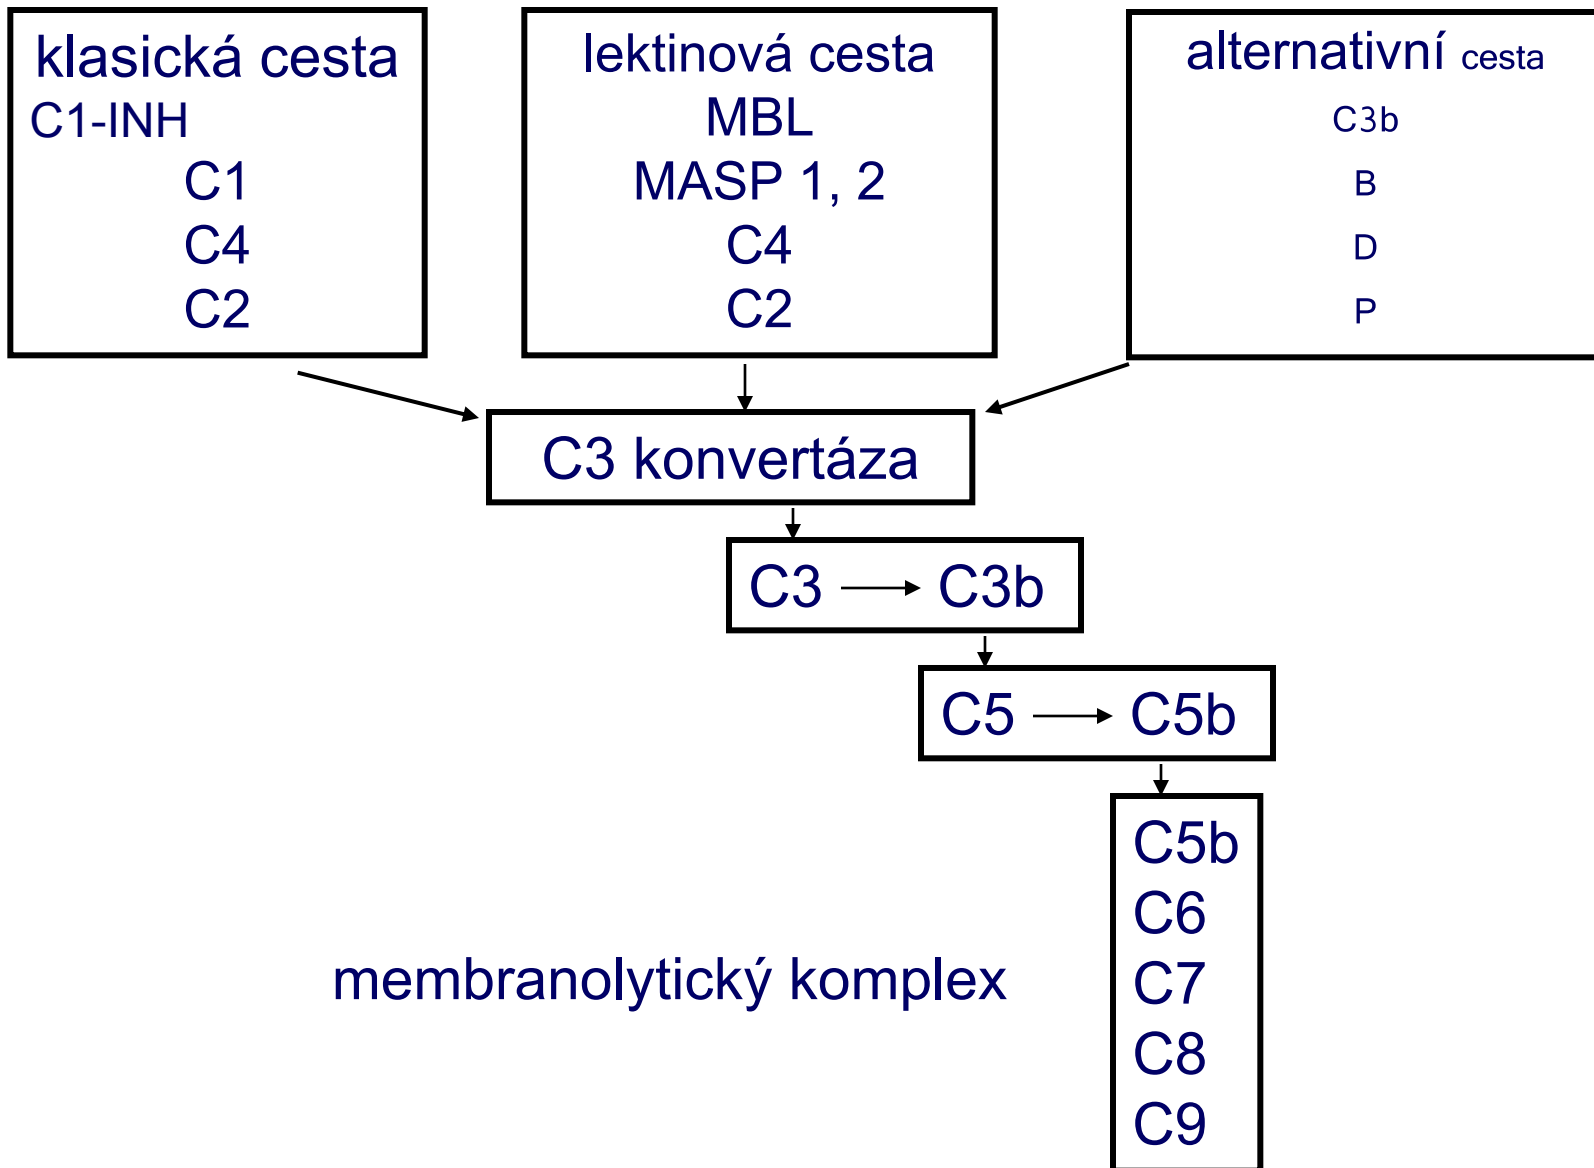 klasická cesta
C1-INH
C1
C4
C2
lektinová cesta
MBL
MASP 1, 2
C4
C2
alternativní cesta
C3b
B
D
P
C3 konvertáza
C3 C3b
C5 C5b
C5b
C6
C7
C8
C9
membranolytický komplex